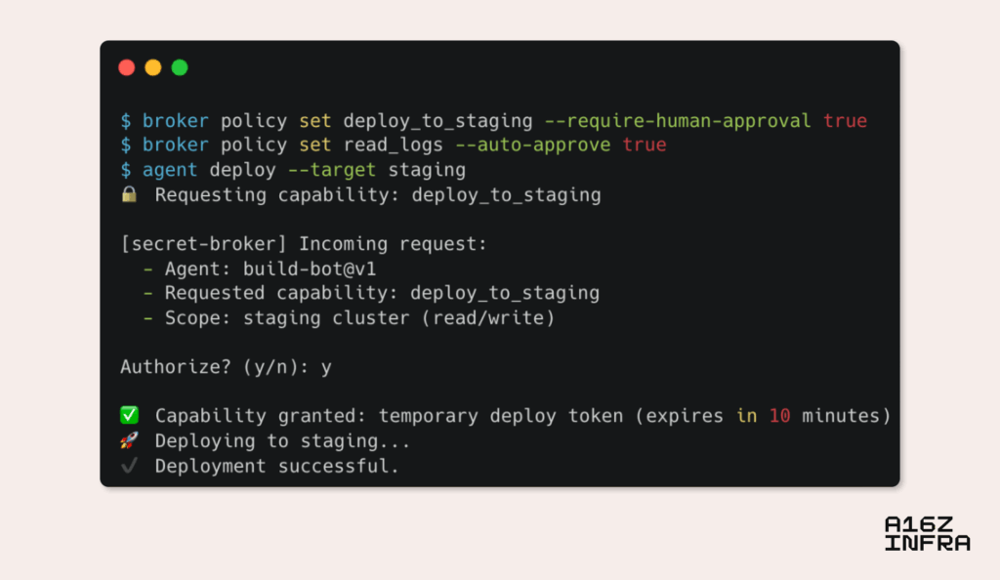 $ broker policy set deploy_to_staging --require-human-approval true
$ broker policy set read_logs --auto-approve true
$ agent deploy --target staging
🔒 Requesting capability: deploy_to_staging
[secret-broker] Incoming request:
- Agent: build-bot@v1
- Requested capability: deploy_to_staging
- Scope: staging cluster (read/write)
Authorize? (y/n): y
✅ Capability granted: temporary deploy token (expires in 10 minutes)
🚀 Deploying to staging...
✔ Deployment successful.
A16Z
INFRA